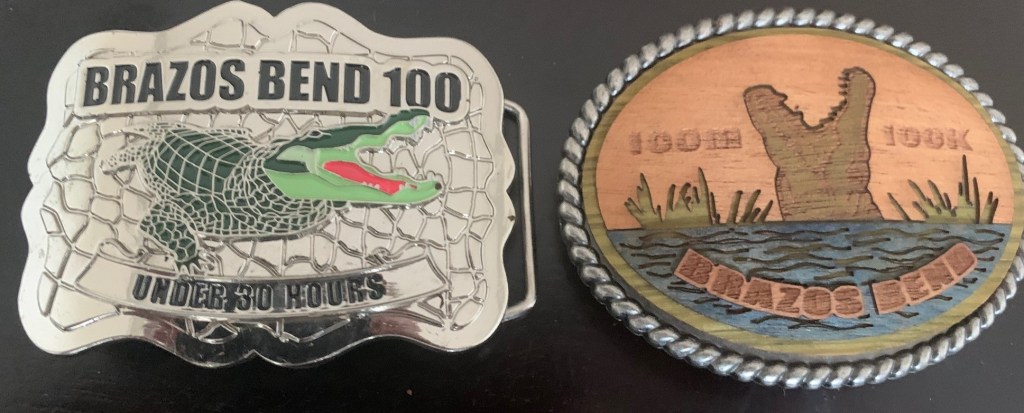 BRAZOS BEND 100
UNDER 30 HOURS
100M 100K
BRAZOS BEND